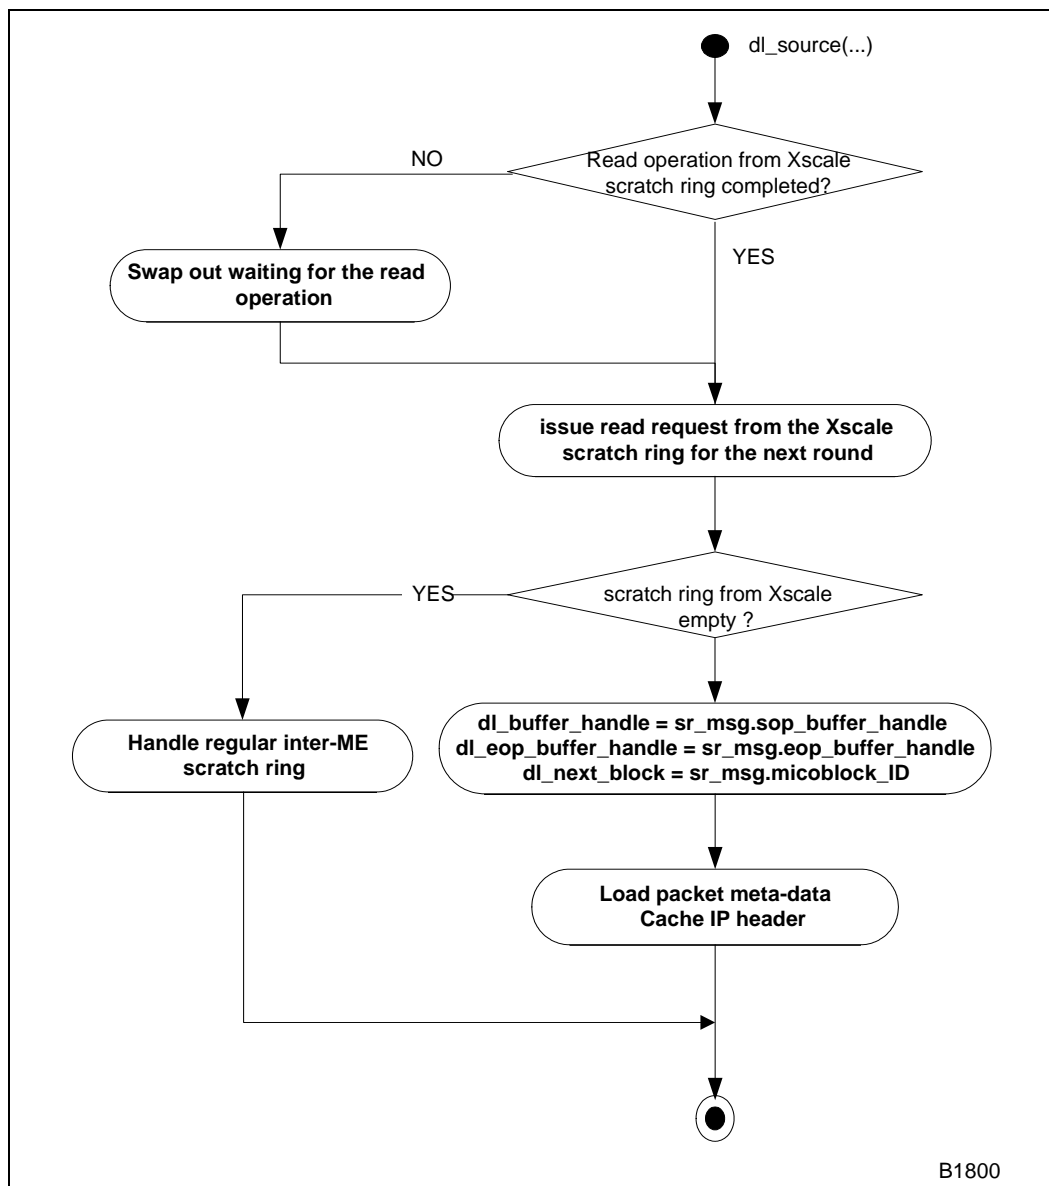 dl_source(...)
Read operation from Xscale
scratch ring completed?
NO
YES
Swap out waiting for the read
operation
issue read request from the Xscale
scratch ring for the next round
YES
scratch ring from Xscale
empty ?
Handle regular inter-ME
scratch ring
dl_buffer_handle = sr_msg.sop_buffer_handle
dl_eop_buffer_handle = sr_msg.eop_buffer_handle
dl_next_block = sr_msg.micoblock_ID
Load packet meta-data
Cache IP header
B1800